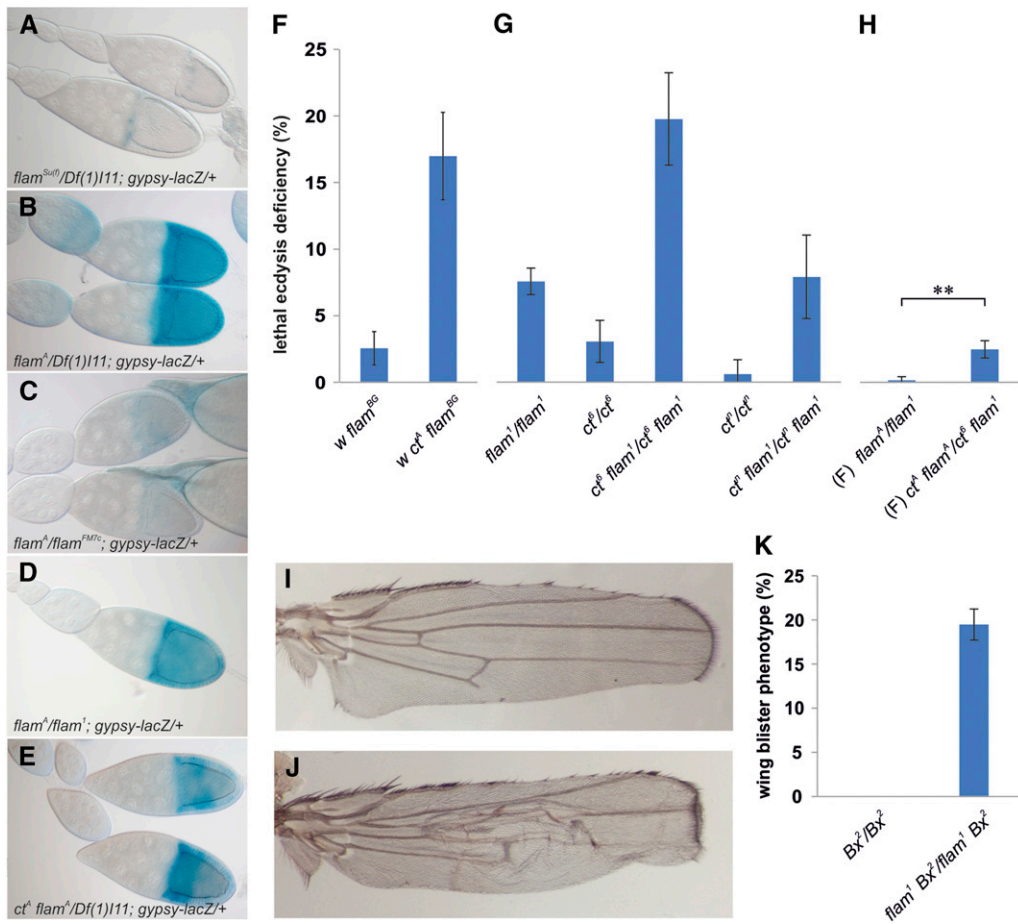 A
flam^Su(f)/Df(1)l11; gypsy-lacZ/+
B
flam^A/Df(1)l11; gypsy-lacZ/+
C
flam^A/flam^FM7c; gypsy-lacZ/+
D
flam^A/flam^1; gypsy-lacZ/+
E
ct^A flam^A/Df(1)l11; gypsy-lacZ/+
F
G
H
lethal ecdysis deficiency (%)
25
20
15
10
5
0
w flam^BG
w ct^A flam^BG
flam^1/flam^1
ct^6/ct^6
ct^6 flam^1/ct^6 flam^1
ct^n/ct^n
ct^n flam^1/ct^n flam^1
**
(F) flam^A/flam^1
(F) ct^A flam^A/ct^6 flam^1
I
J
K
wing blister phenotype (%)
25
20
15
10
5
0
Bx^2/Bx^2
flam^1 Bx^2/flam^1 Bx^2